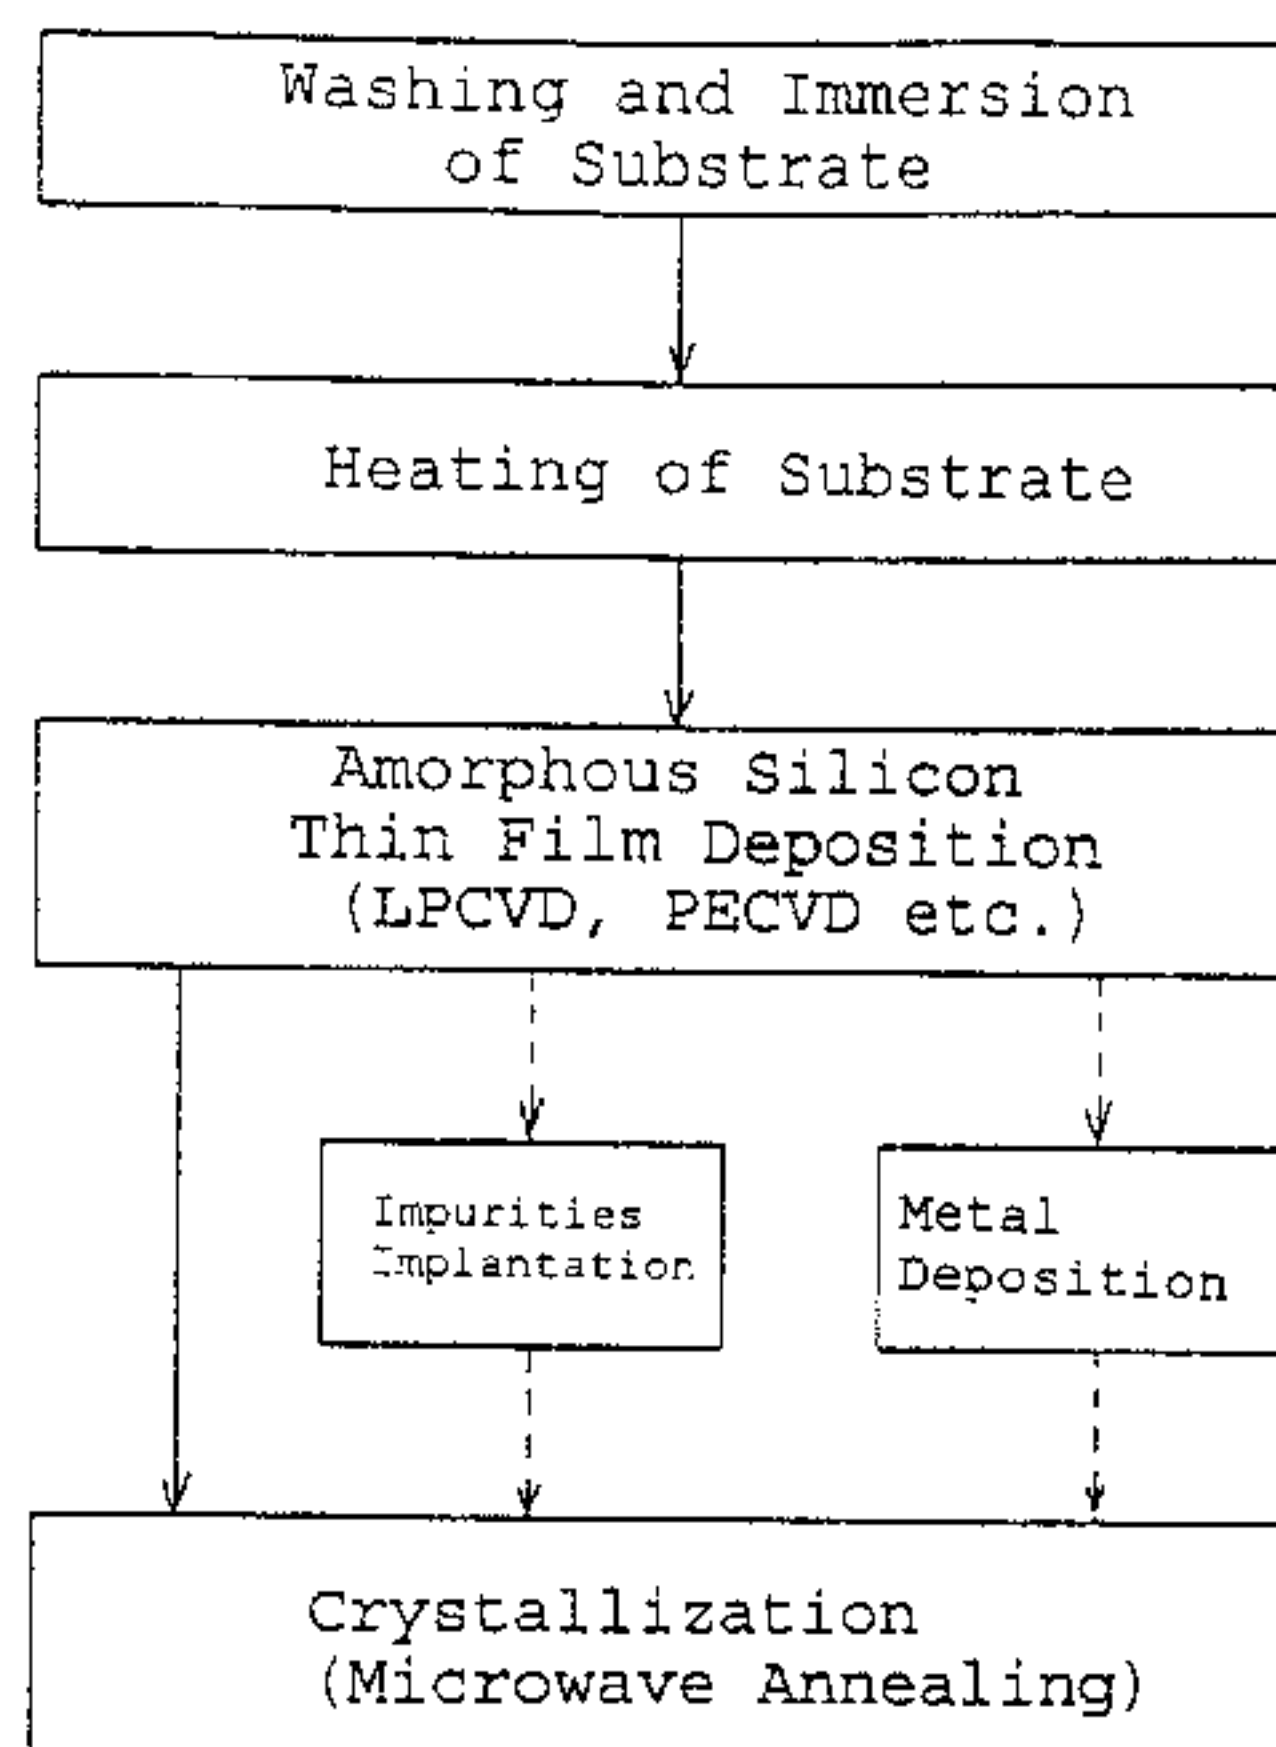 Washing and Immersion
of Substrate
Heating of Substrate
Amorphous Silicon
Thin Film Deposition
(LPCVD, PECVD etc.)
Impurities
Implantation
Metal
Deposition
Crystallization
(Microwave Annealing)